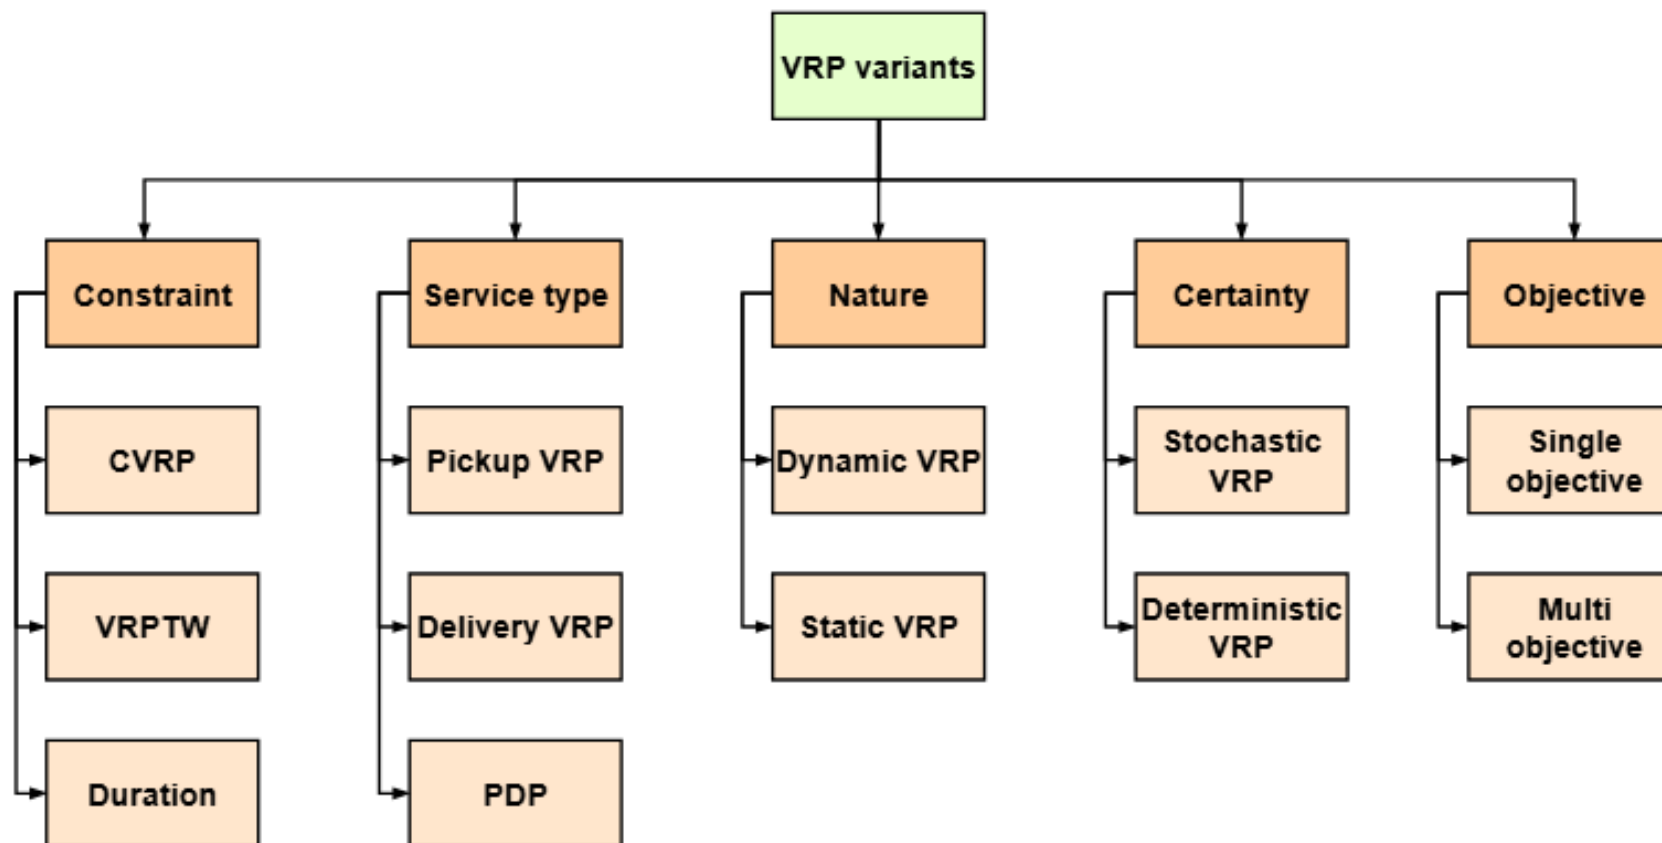 VRP variants
Constraint
Service type
Nature
Certainty
Objective
CVRP
Pickup VRP
Dynamic VRP
Stochastic
VRP
Single
objective
VRPTW
Delivery VRP
Static VRP
Deterministic
VRP
Multi
objective
Duration
PDP